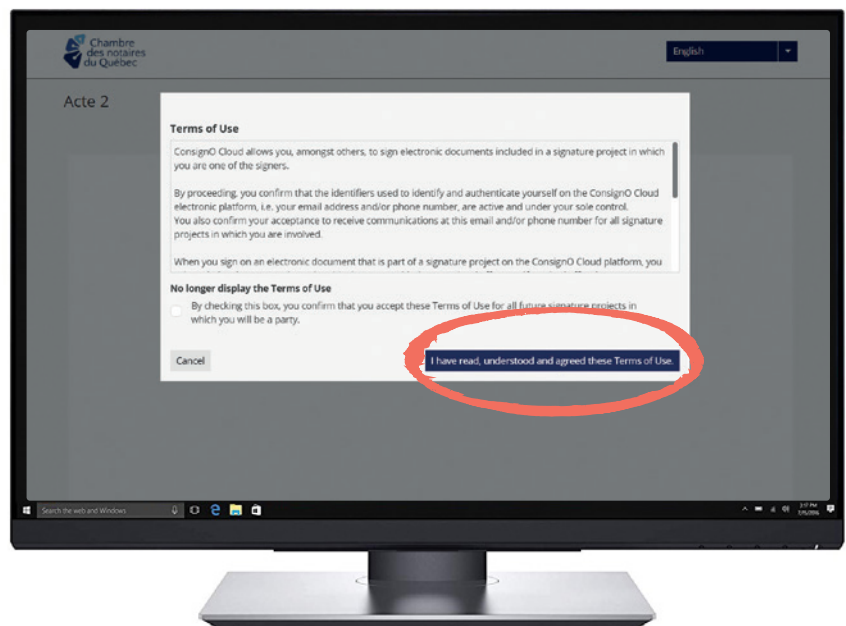 Chambre
des notaires
du Québec
English
Acte 2
Terms of Use
ConsignO Cloud allows you, amongst others, to sign electronic documents included in a signature project in which
you are one of the signers.
By proceeding, you confirm that the identifiers used to identify and authenticate yourself on the ConsignO Cloud
electronic platform, i.e. your email address and/or phone number, are active and under your sole control.
You also confirm your acceptance to receive communications at this email and/or phone number for all signature
projects in which you are involved.
When you sign on an electronic document that is part of a signature project on the ConsignO Cloud platform, you
No longer display the Terms of Use
By checking this box, you confirm that you accept these Terms of Use for all future signature projects in
which you will be a party.
Cancel
I have read, understood and agreed these Terms of Use.
Search the web and Windows
3:17 PM